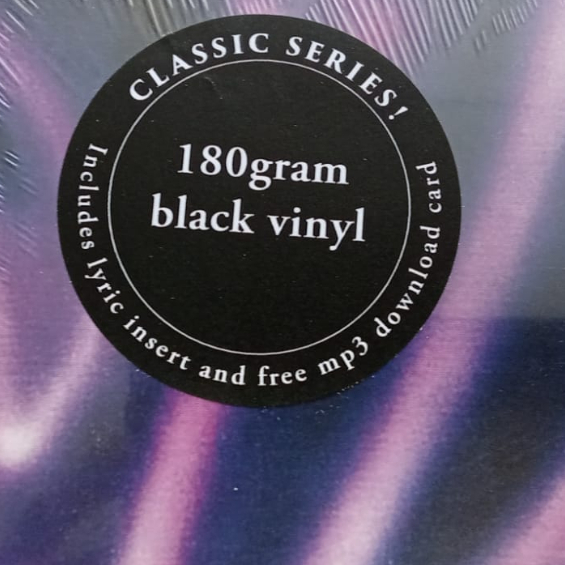 CLASSIC SERIES!
180gram
black vinyl
Includes lyric insert and free mp3 download card